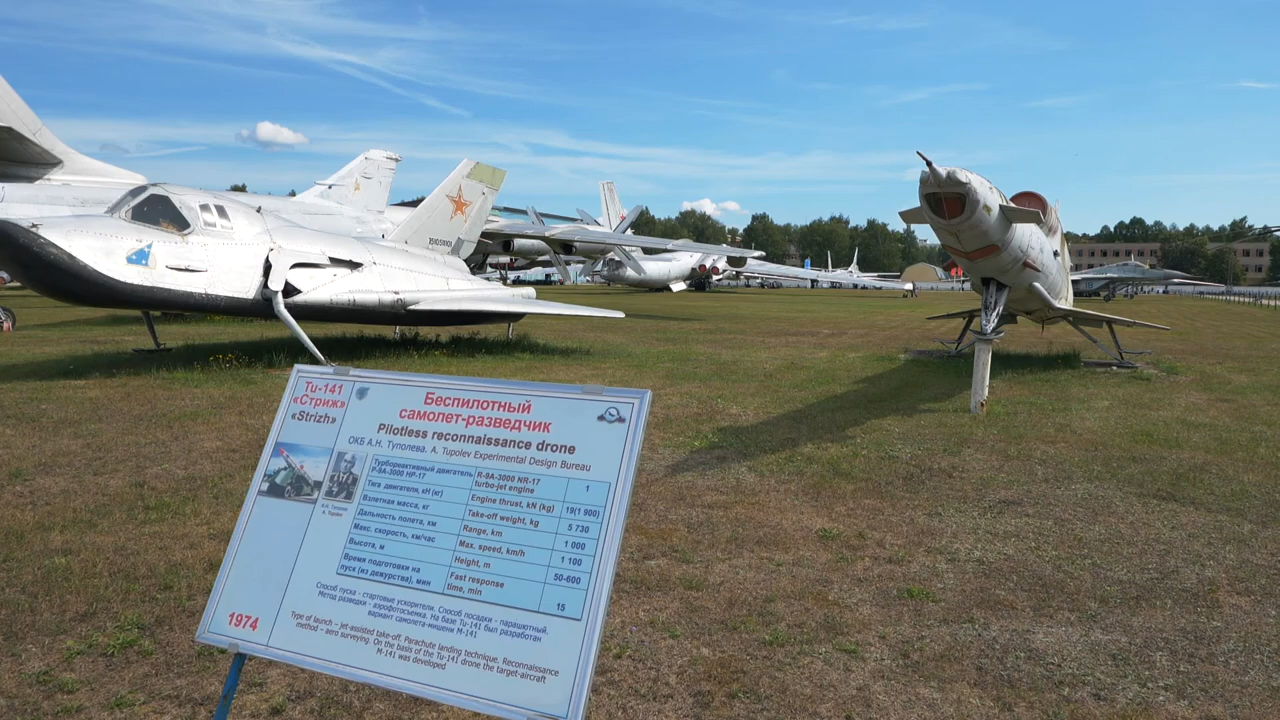 Tu-141
«Стриж»
«Strizh»
Беспилотный
самолет-разведчик
Pilotless reconnaissance drone
ОКБ А.Н. Туполева. A. Tupolev Experimental Design Bureau
А.Н. Туполев
A. Tupolev
Турбореактивный двигатель
Р-9А-3000 НР-17
R-9A-3000 NR-17
turbo-jet engine
1
Тяга двигателя, кН (кг)
Engine thrust, kN (kg)
19(1 900)
Взлетная масса, кг
Take-off weight, kg
5 730
Дальность полета, км
Range, km
1 000
Макс. скорость, км/час
Max. speed, km/h
1 100
Высота, м
Height, m
50-600
Время подготовки на
пуск (из дежурства), мин
Fast response
time, min
15
Способ пуска - стартовые ускорители. Способ посадки - парашютный.
Метод разведки - аэрофотосъемка. На базе Tu-141 был разработан
вариант самолета-мишени М-141
Type of launch – jet-assisted take-off. Parachute landing technique. Reconnaissance
method – aero surveying. On the basis of the Tu-141 drone the target-aircraft
M-141 was developed
1974